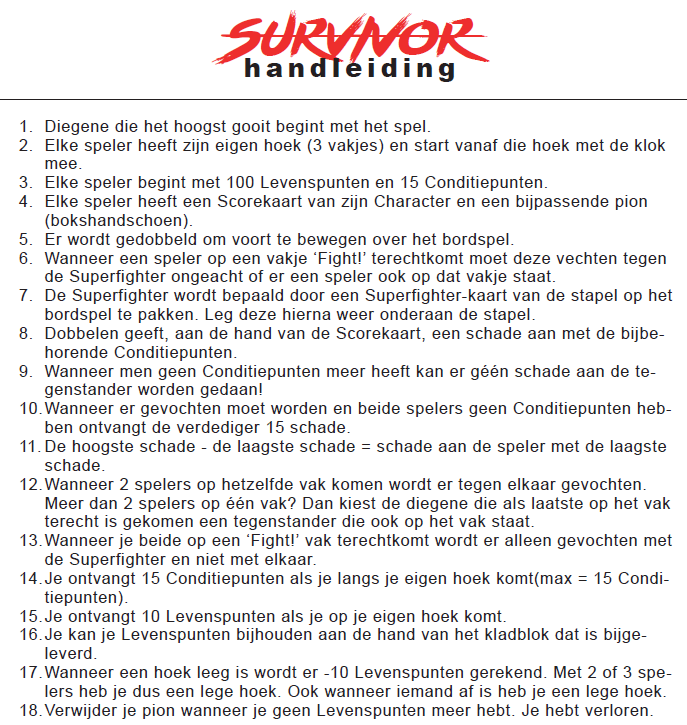 SURVIVOR
handleiding
1. Diegene die het hoogst gooit begint met het spel.
2. Elke speler heeft zijn eigen hoek (3 vakjes) en start vanaf die hoek met de klok
mee.
3. Elke speler begint met 100 Levenspunten en 15 Conditiepunten.
4. Elke speler heeft een Scorekaart van zijn Character en een bijpassende pion
(bokshandschoen).
5. Er wordt gedobbeld om voort te bewegen over het bordspel.
6. Wanneer een speler op een vakje ‘Fight!’ terechtkomt moet deze vechten tegen
de Superfighter ongeacht of er een speler ook op dat vakje staat.
7. De Superfighter wordt bepaald door een Superfighter-kaart van de stapel op het
bordspel te pakken. Leg deze hierna weer onderaan de stapel.
8. Dobbelen geeft, aan de hand van de Scorekaart, een schade aan met de bijbe-
horende Conditiepunten.
9. Wanneer men geen Conditiepunten meer heeft kan er géén schade aan de te-
genstander worden gedaan!
10. Wanneer er gevochten moet worden en beide spelers geen Conditiepunten heb-
ben ontvangt de verdediger 15 schade.
11. De hoogste schade - de laagste schade = schade aan de speler met de laagste
schade.
12. Wanneer 2 spelers op hetzelfde vak komen wordt er tegen elkaar gevochten.
Meer dan 2 spelers op één vak? Dan kiest de diegene die als laatste op het vak
terecht is gekomen een tegenstander die ook op het vak staat.
13. Wanneer je beide op een ‘Fight!’ vak terechtkomt wordt er alleen gevochten met
de Superfighter en niet met elkaar.
14. Je ontvangt 15 Conditiepunten als je langs je eigen hoek komt(max = 15 Condi-
tiepunten).
15. Je ontvangt 10 Levenspunten als je op je eigen hoek komt.
16. Je kan je Levenspunten bijhouden aan de hand van het kladblok dat is bijge-
leverd.
17. Wanneer een hoek leeg is wordt er -10 Levenspunten gerekend. Met 2 of 3 spe-
lers heb je dus een lege hoek. Ook wanneer iemand af is heb je een lege hoek.
18. Verwijder je pion wanneer je geen Levenspunten meer hebt. Je hebt verloren.